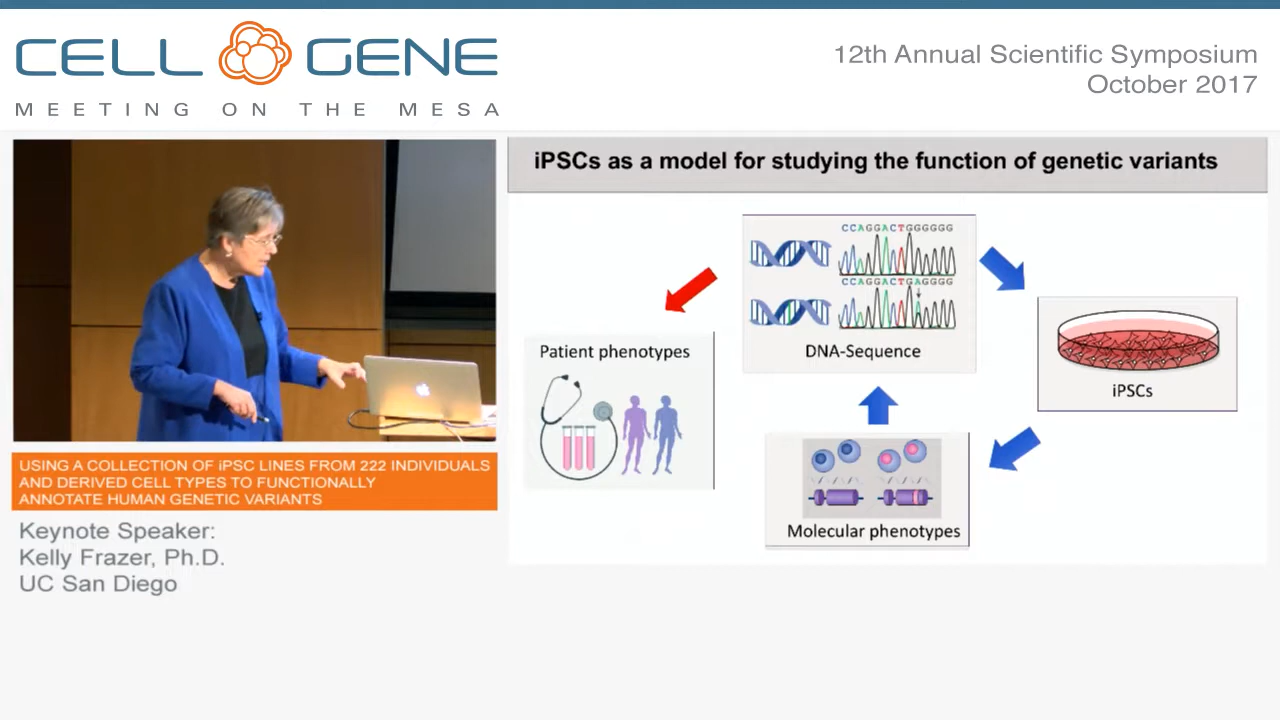 CELL GENE
MEETING ON THE MESA
12th Annual Scientific Symposium
October 2017
iPSCs as a model for studying the function of genetic variants
CCAGGACTGGGGGG
CCAGGACTGAGGGG
DNA-Sequence
Patient phenotypes
iPSCs
Molecular phenotypes
USING A COLLECTION OF iPSC LINES FROM 222 INDIVIDUALS
AND DERIVED CELL TYPES TO FUNCTIONALLY
ANNOTATE HUMAN GENETIC VARIANTS
Keynote Speaker:
Kelly Frazer, Ph.D.
UC San Diego